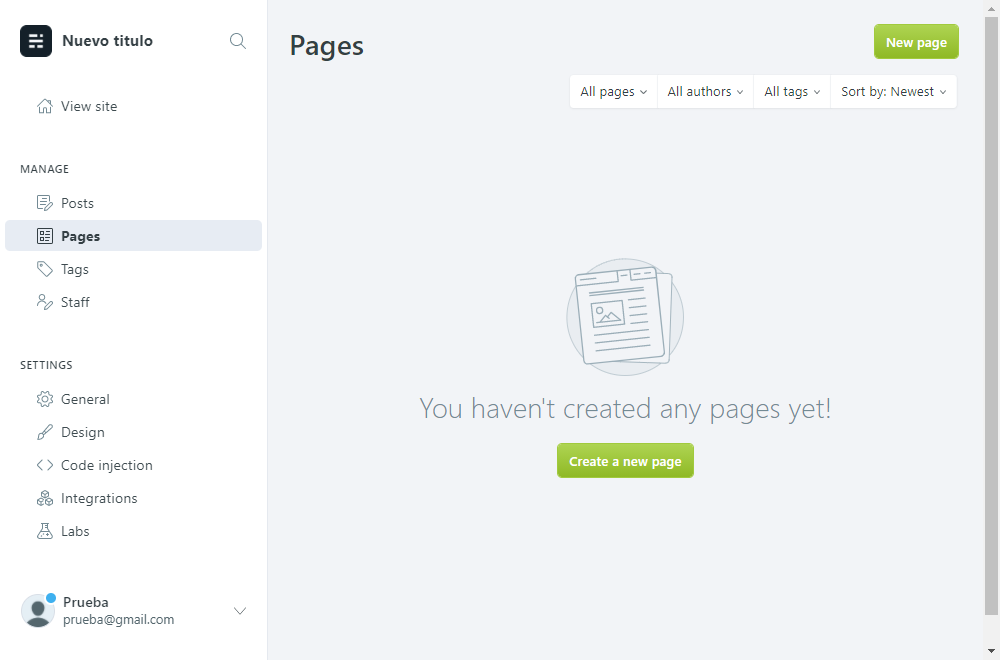 Nuevo titulo
View site
MANAGE
Posts
Pages
Tags
Staff
SETTINGS
General
Design
Code injection
Integrations
Labs
Prueba
prueba@gmail.com
Pages
New page
All pages All authors All tags Sort by: Newest
You haven't created any pages yet!
Create a new page